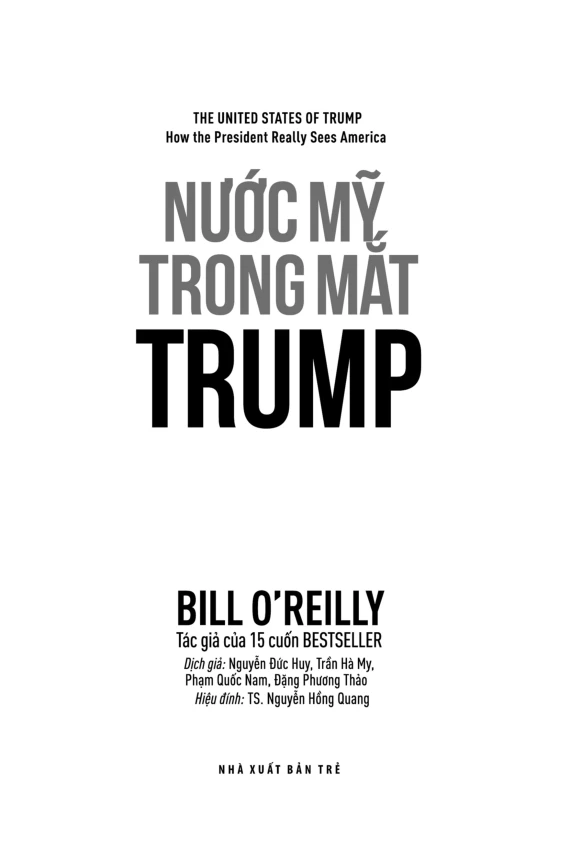 THE UNITED STATES OF TRUMP
How the President Really Sees America
NƯỚC MỸ
TRONG MẮT
TRUMP
BILL O'REILLY
Tác giả của 15 cuốn BESTSELLER
Dịch giả: Nguyễn Đức Huy, Trần Hà My,
Phạm Quốc Nam, Đặng Phương Thảo
Hiệu đính: TS. Nguyễn Hồng Quang
NHÀ XUẤT BẢN TRẺ